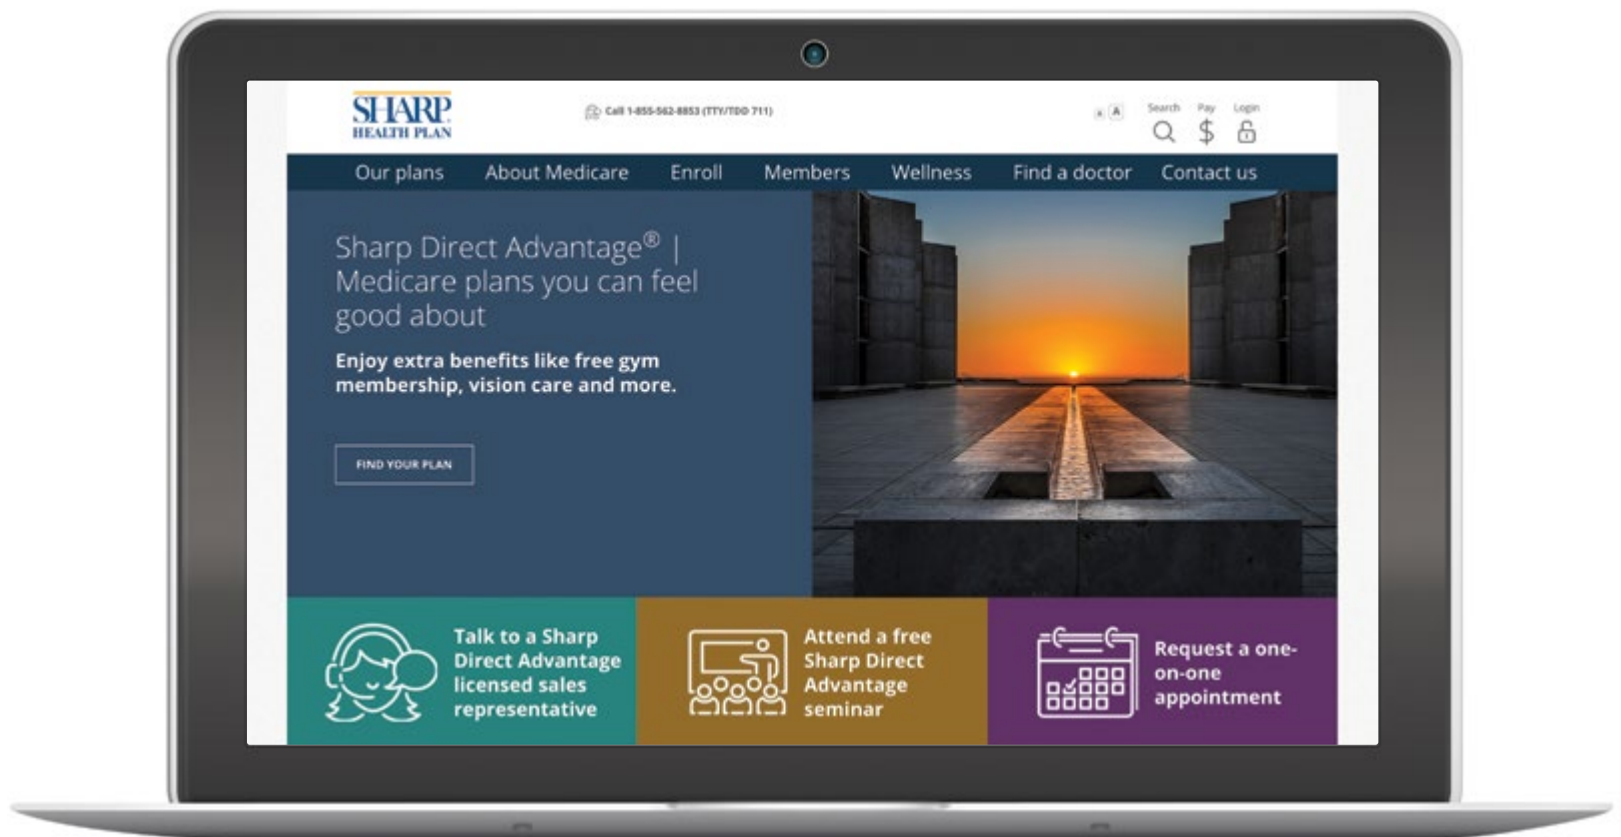 SHARP
HEALTH PLAN
Call 1-855-562-8853 (TTY/TDD 711)
A A
Search Pay Login
Our plans About Medicare Enroll Members Wellness Find a doctor Contact us
Sharp Direct Advantage® |
Medicare plans you can feel
good about
Enjoy extra benefits like free gym
membership, vision care and more.
FIND YOUR PLAN
Talk to a Sharp
Direct Advantage
licensed sales
representative
Attend a free
Sharp Direct
Advantage
seminar
Request a one-
on-one
appointment